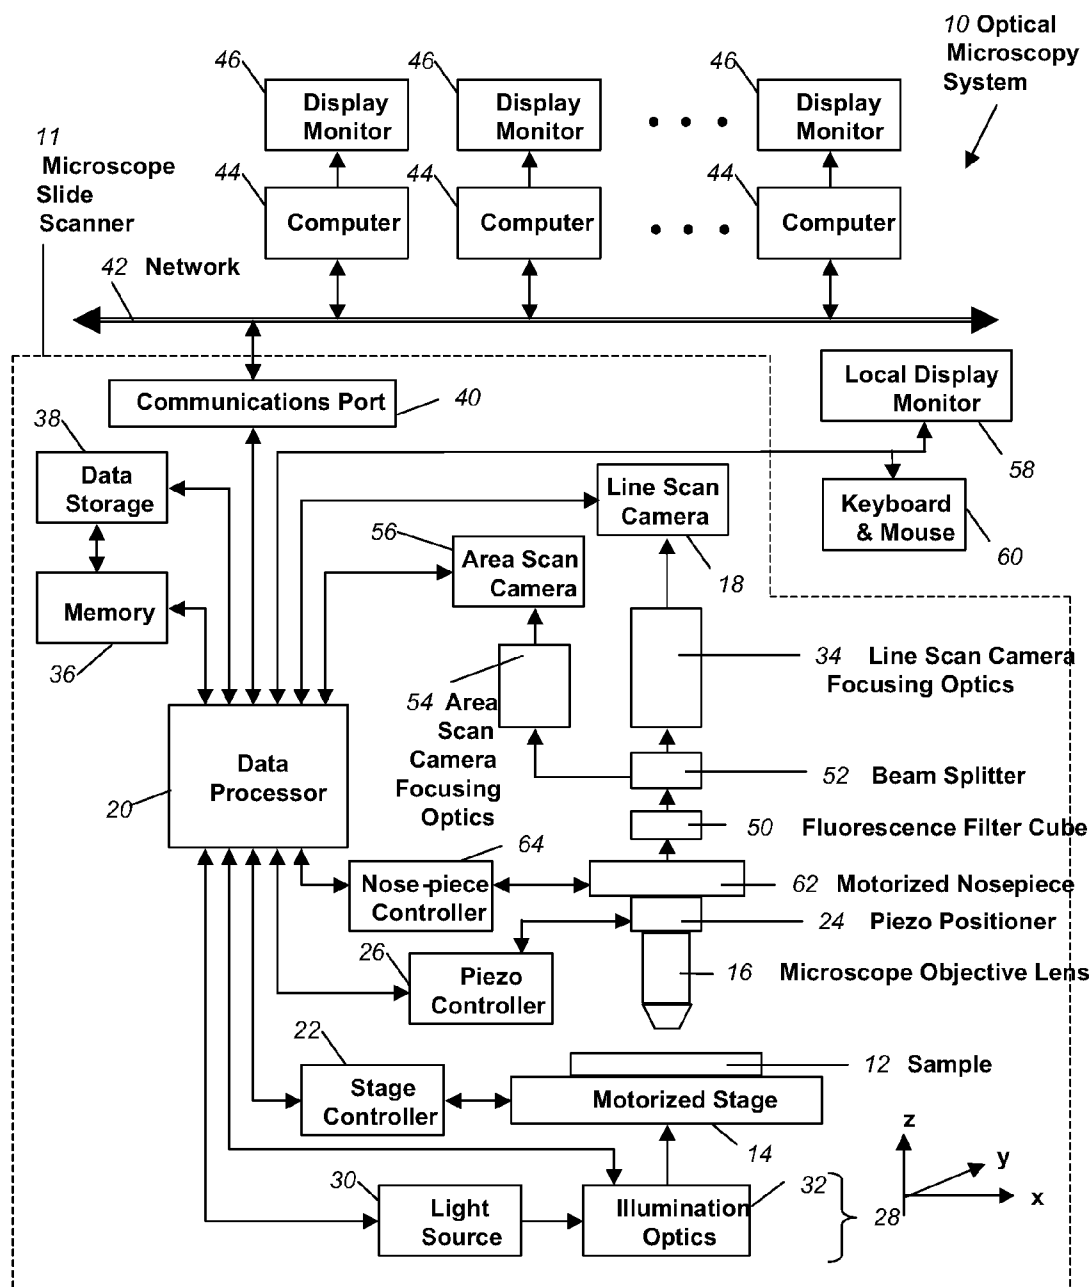 10 Optical
Microscopy
System
46
46
46
Display
Monitor
Display
Monitor
Display
Monitor
11
Microscope
Slide
Scanner
44
44
44
Computer
Computer
Computer
42 Network
Communications Port
40
Local Display
Monitor
58
38
Data
Storage
Line Scan
Camera
18
Keyboard
& Mouse
60
56
Area Scan
Camera
Memory
36
34 Line Scan Camera
Focusing Optics
54 Area
Scan
Camera
Focusing
Optics
Data
Processor
20
52 Beam Splitter
50 Fluorescence Filter Cube
64
Nose-piece
Controller
62 Motorized Nosepiece
24 Piezo Positioner
26
Piezo
Controller
16 Microscope Objective Lens
22
Stage
Controller
12 Sample
Motorized Stage
14
z
y
x
30
Light
Source
Illumination
Optics
32
28